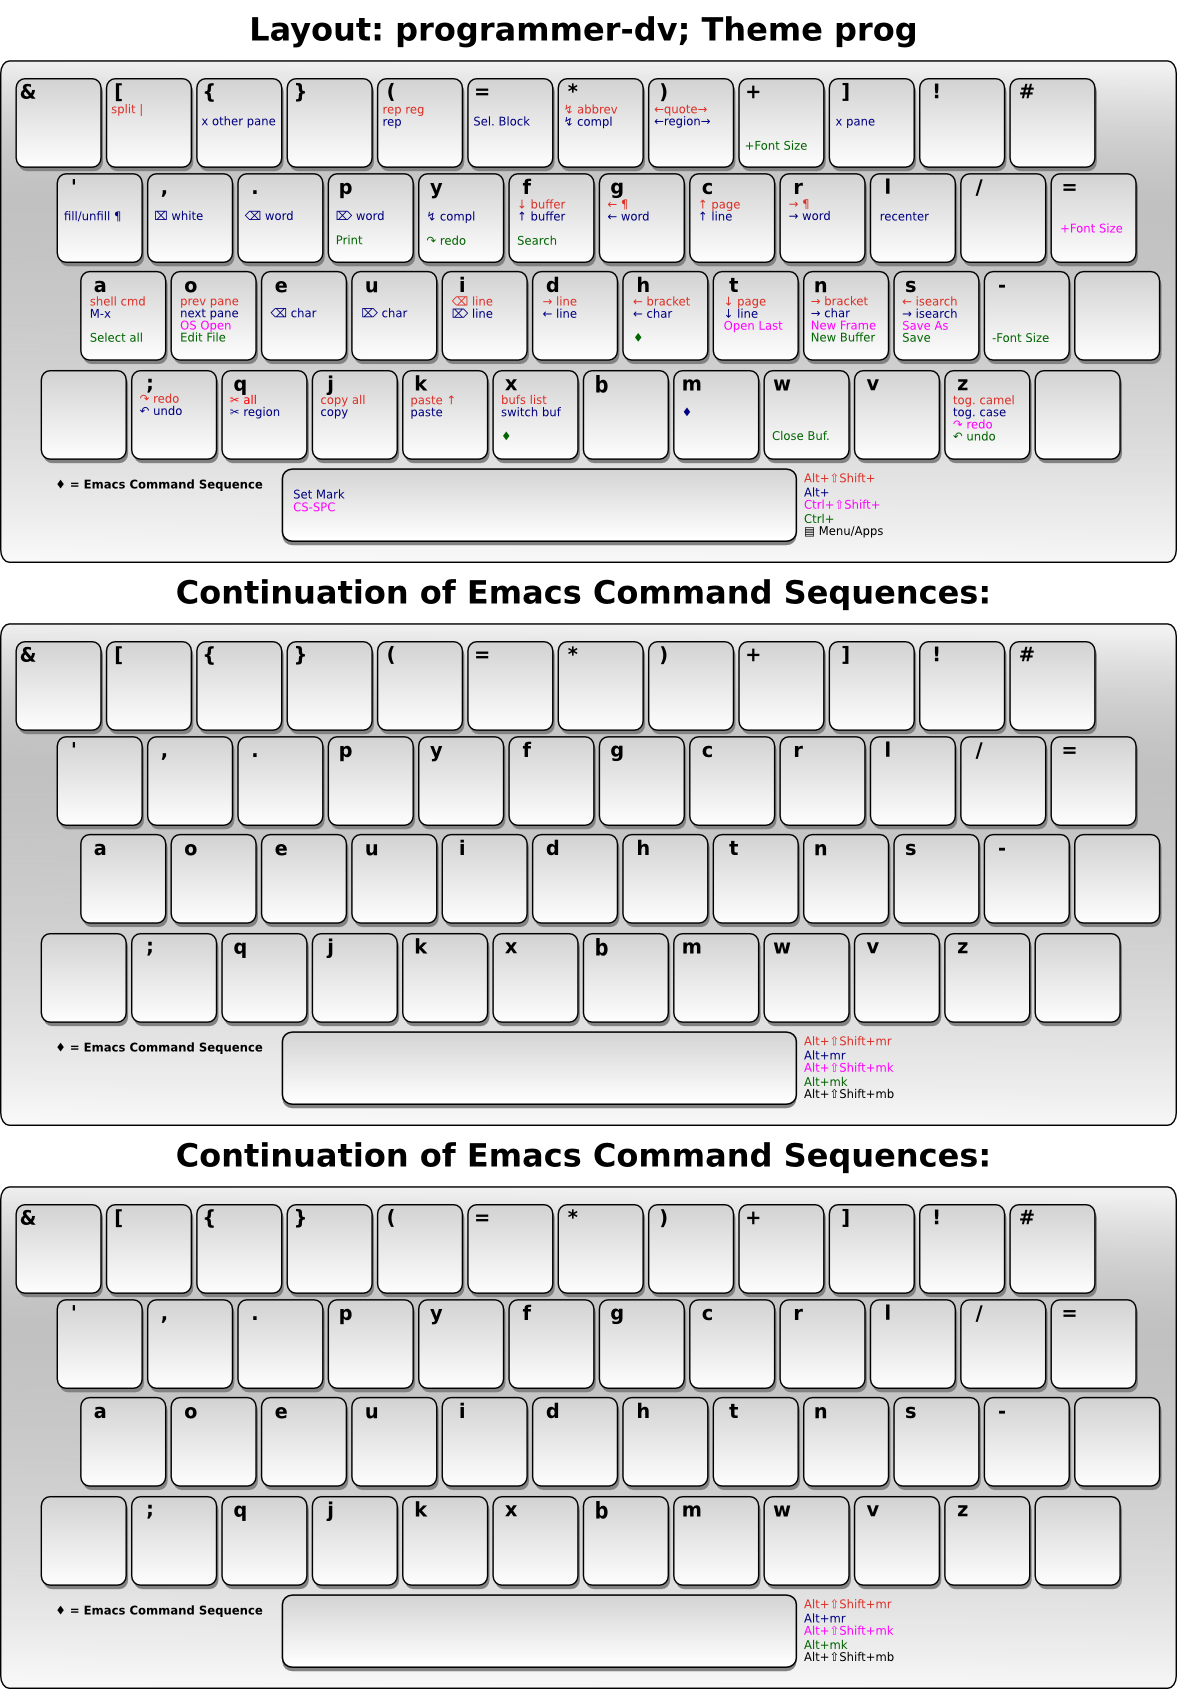 Layout: programmer-dv; Theme prog
& [ { } ( = * ) + ] ! #
split | rep reg ↯ abbrev ←quote→
x other pane rep Sel. Block ↯ compl ←region→ x pane
+Font Size
' , . p y f g c r l / =
↓ buffer ← ¶ ↑ page → ¶
fill/unfill ¶ ⌧ white ⌫ word ⌦ word ↯ compl ↑ buffer ← word ↑ line → word recenter
+Font Size
Print ↷ redo Search
a o e u i d h t n s -
shell cmd prev pane ⌫ line → line ← bracket ↓ page → bracket ← isearch
M-x next pane ⌫ char ⌦ char ⌦ line ← line ← char ↓ line → char → isearch
OS Open Open Last New Frame Save As
Select all Edit File ♦ New Buffer Save -Font Size
; q j k x b m w v z
↷ redo ✂ all copy all paste ↑ bufs list tog. camel
↶ undo ✂ region copy paste switch buf ♦ tog. case
↷ redo
♦ Close Buf. ↶ undo
♦ = Emacs Command Sequence
Set Mark
CS-SPC
Alt+⇧Shift+
Alt+
Ctrl+⇧Shift+
Ctrl+
▤ Menu/Apps
Continuation of Emacs Command Sequences:
& [ { } ( = * ) + ] ! #
' , . p y f g c r l / =
a o e u i d h t n s -
; q j k x b m w v z
♦ = Emacs Command Sequence
Alt+⇧Shift+mr
Alt+mr
Alt+⇧Shift+mk
Alt+mk
Alt+⇧Shift+mb
Continuation of Emacs Command Sequences:
& [ { } ( = * ) + ] ! #
' , . p y f g c r l / =
a o e u i d h t n s -
; q j k x b m w v z
♦ = Emacs Command Sequence
Alt+⇧Shift+mr
Alt+mr
Alt+⇧Shift+mk
Alt+mk
Alt+⇧Shift+mb